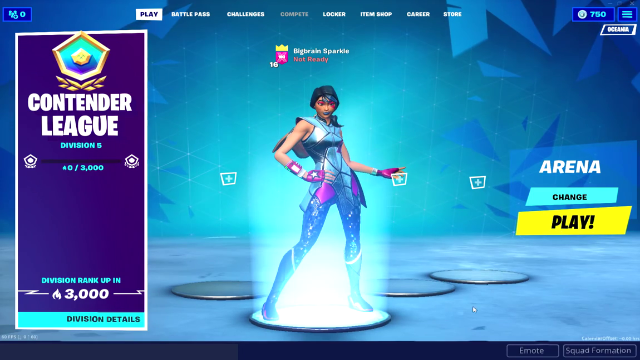 0
PLAY
BATTLE PASS
CHALLENGES
COMPETE
LOCKER
ITEM SHOP
CAREER
STORE
750
OCEANIA
Bigbrain Sparkle
Not Ready
16
CONTENDER
LEAGUE
DIVISION 5
0 / 3,000
DIVISION RANK UP IN
3,000
DIVISION DETAILS
ARENA
CHANGE
PLAY!
Emote
Squad Formation